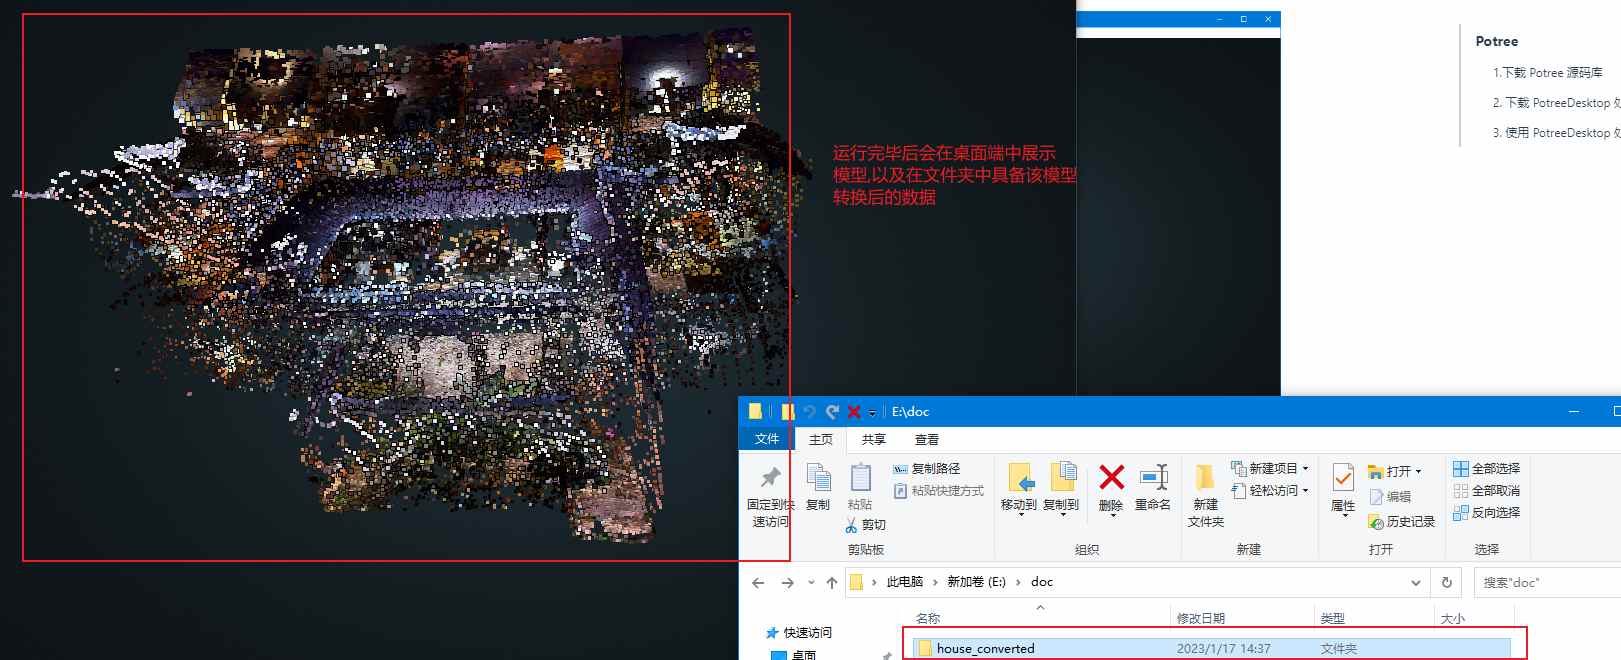 Potree
1.下载 Potree 源码库
2. 下载 PotreeDesktop
3. 使用 PotreeDesktop
运行完毕后会在桌面端中展示
模型,以及在文件夹中具备该模型
转换后的数据
E:\doc
文件 主页 共享 查看
固定到快
速访问
复制
粘贴
复制路径
粘贴快捷方式
剪切
剪贴板
移动到 复制到 删除 重命名
组织
新建
文件夹
新建项目
轻松访问
新建
属性
打开
编辑
历史记录
打开
全部选择
全部取消
反向选择
选择
此电脑 › 新加卷 (E:) › doc
搜索"doc"
名称 修改日期 类型 大小
快速访问
桌面
house_converted 2023/1/17 14:37 文件夹